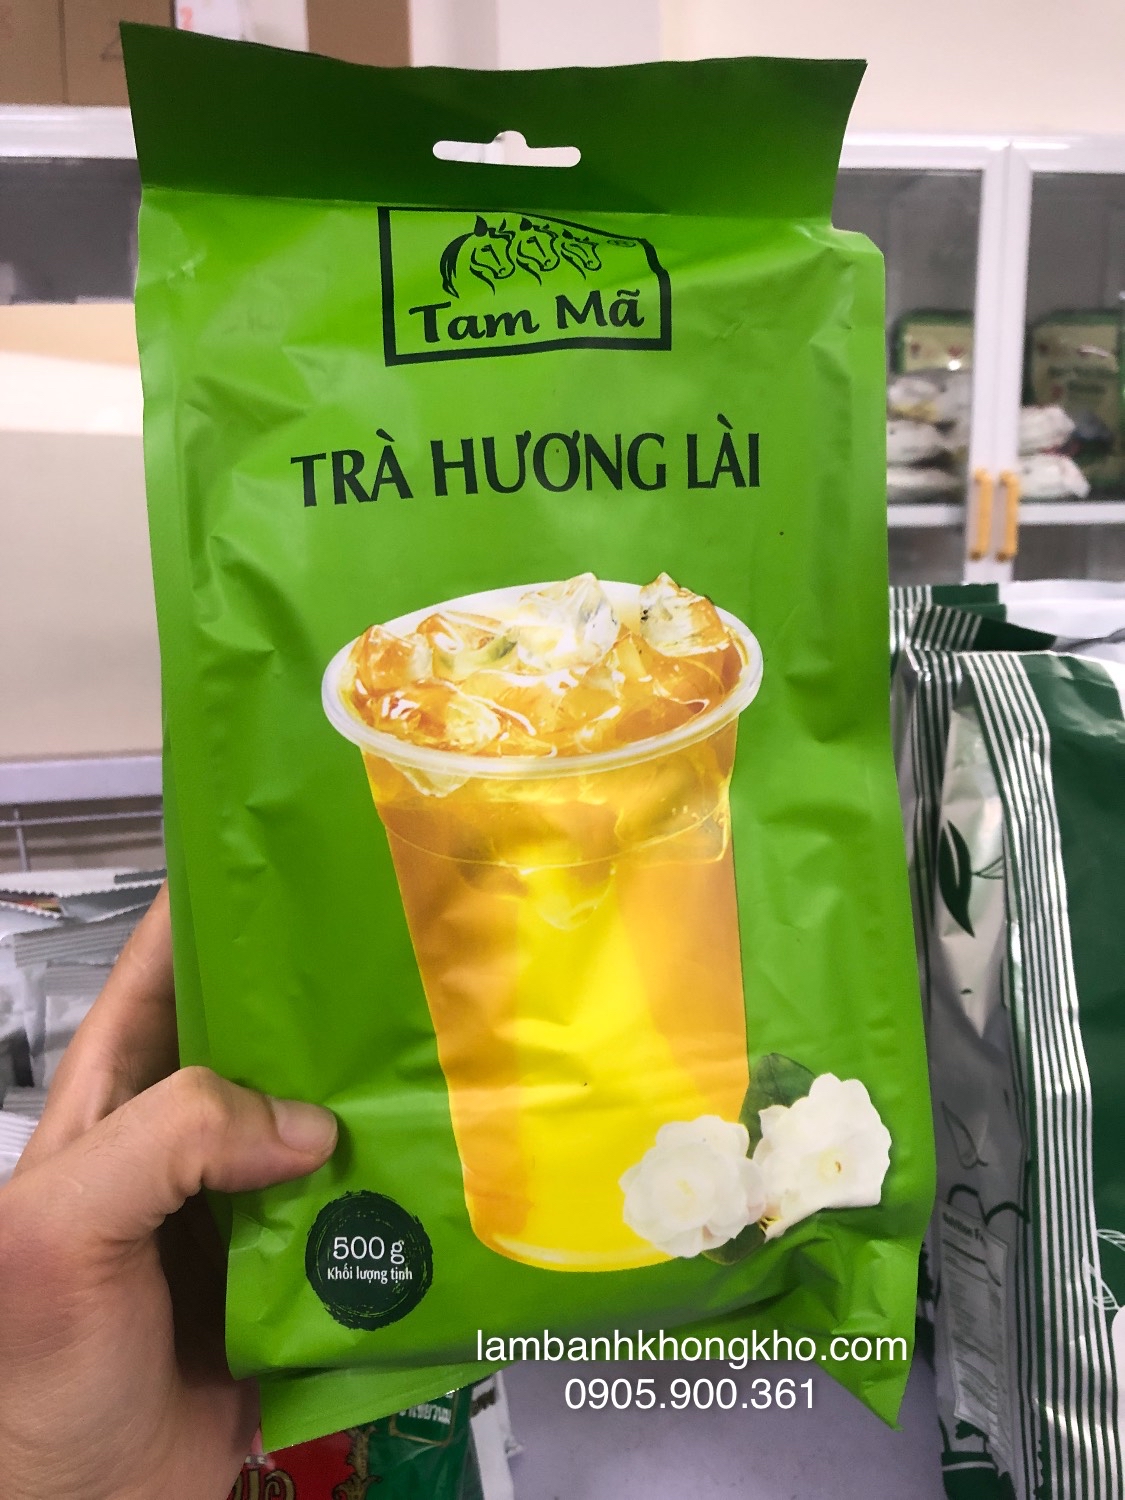 Tam Mã
TRÀ HƯƠNG LÀI
500 g
Khối lượng tịnh
lambanhkhongkho.com
0905.900.361